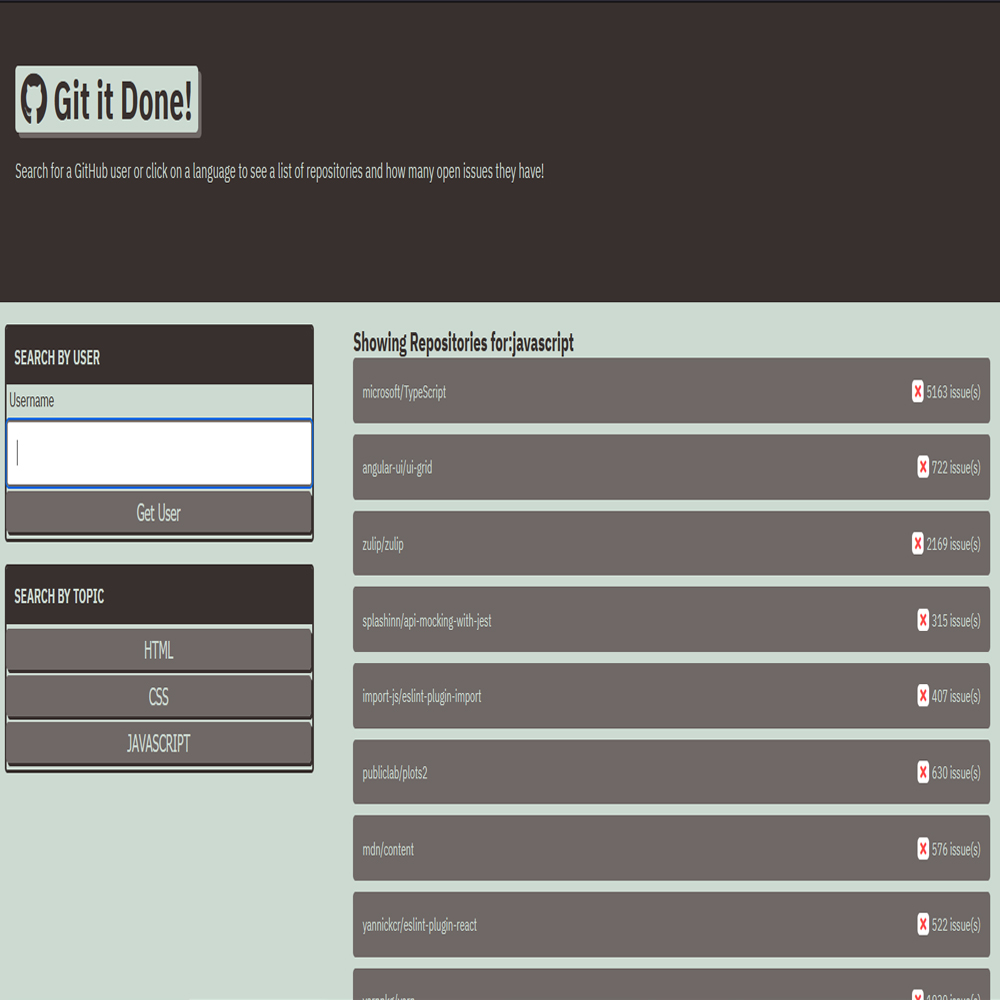 Git it Done!
Search for a GitHub user or click on a language to see a list of repositories and how many open issues they have!
SEARCH BY USER
Username
Get User
SEARCH BY TOPIC
HTML
CSS
JAVASCRIPT
Showing Repositories for:javascript
microsoft/TypeScript 5163 issue(s)
angular-ui/ui-grid 722 issue(s)
zulip/zulip 2169 issue(s)
splashinn/api-mocking-with-jest 315 issue(s)
import-js/eslint-plugin-import 407 issue(s)
publiclab/plots2 630 issue(s)
mdn/content 576 issue(s)
yannickcr/eslint-plugin-react 522 issue(s)